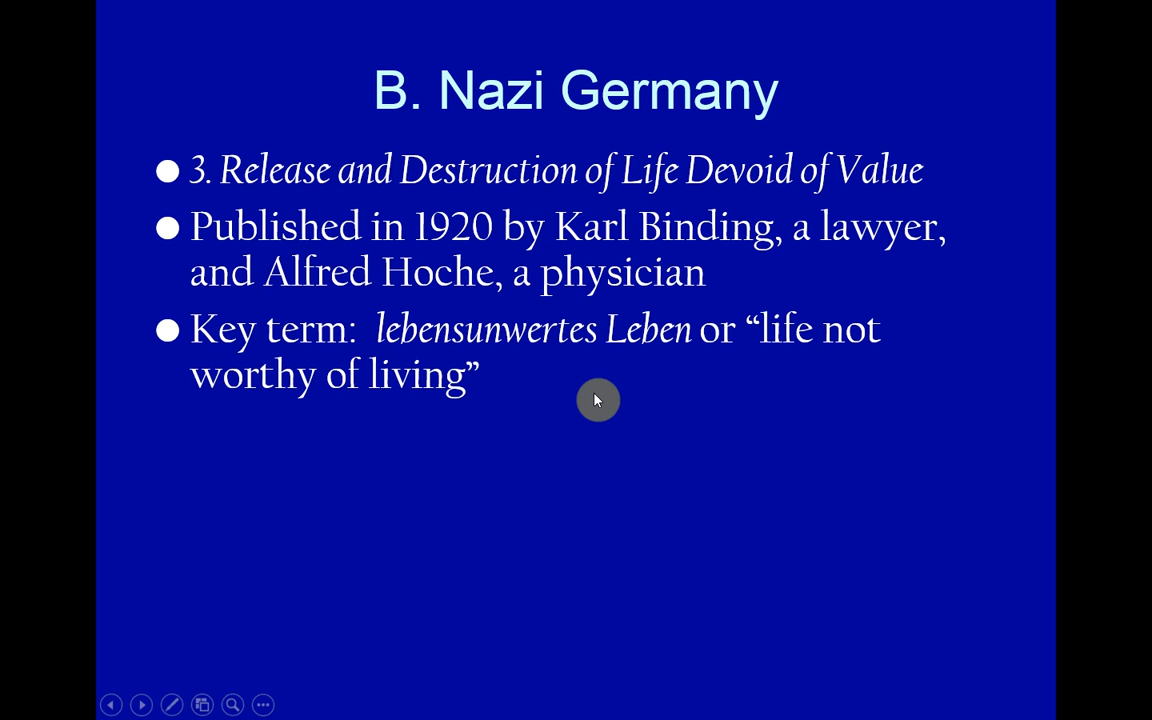 B. Nazi Germany
3. Release and Destruction of Life Devoid of Value
Published in 1920 by Karl Binding, a lawyer,
and Alfred Hoche, a physician
Key term: lebensunwertes Leben or “life not
worthy of living”